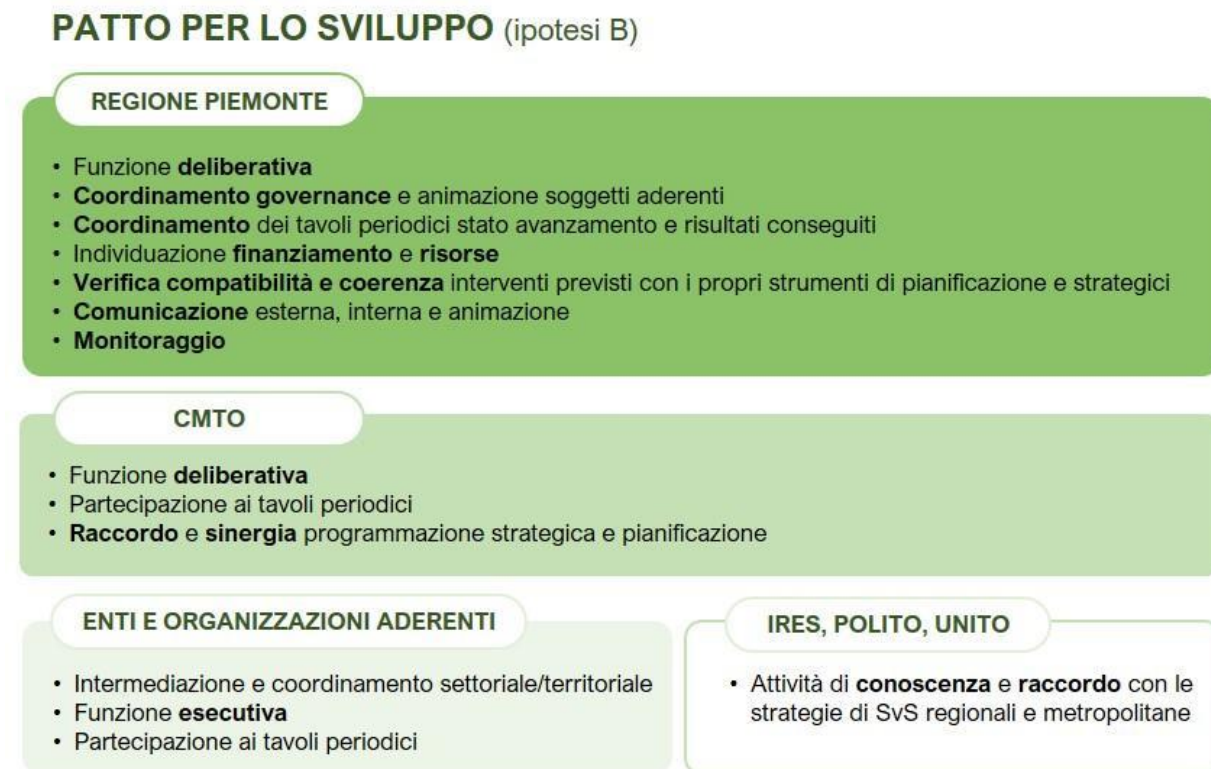 PATTO PER LO SVILUPPO (ipotesi B)
REGIONE PIEMONTE
• Funzione deliberativa
• Coordinamento governance e animazione soggetti aderenti
• Coordinamento dei tavoli periodici stato avanzamento e risultati conseguiti
• Individuazione finanziamento e risorse
• Verifica compatibilità e coerenza interventi previsti con i propri strumenti di pianificazione e strategici
• Comunicazione esterna, interna e animazione
• Monitoraggio
CMTO
• Funzione deliberativa
• Partecipazione ai tavoli periodici
• Raccordo e sinergia programmazione strategica e pianificazione
ENTI E ORGANIZZAZIONI ADERENTI
• Intermediazione e coordinamento settoriale/territoriale
• Funzione esecutiva
• Partecipazione ai tavoli periodici
IRES, POLITO, UNITO
• Attività di conoscenza e raccordo con le
strategie di SvS regionali e metropolitane